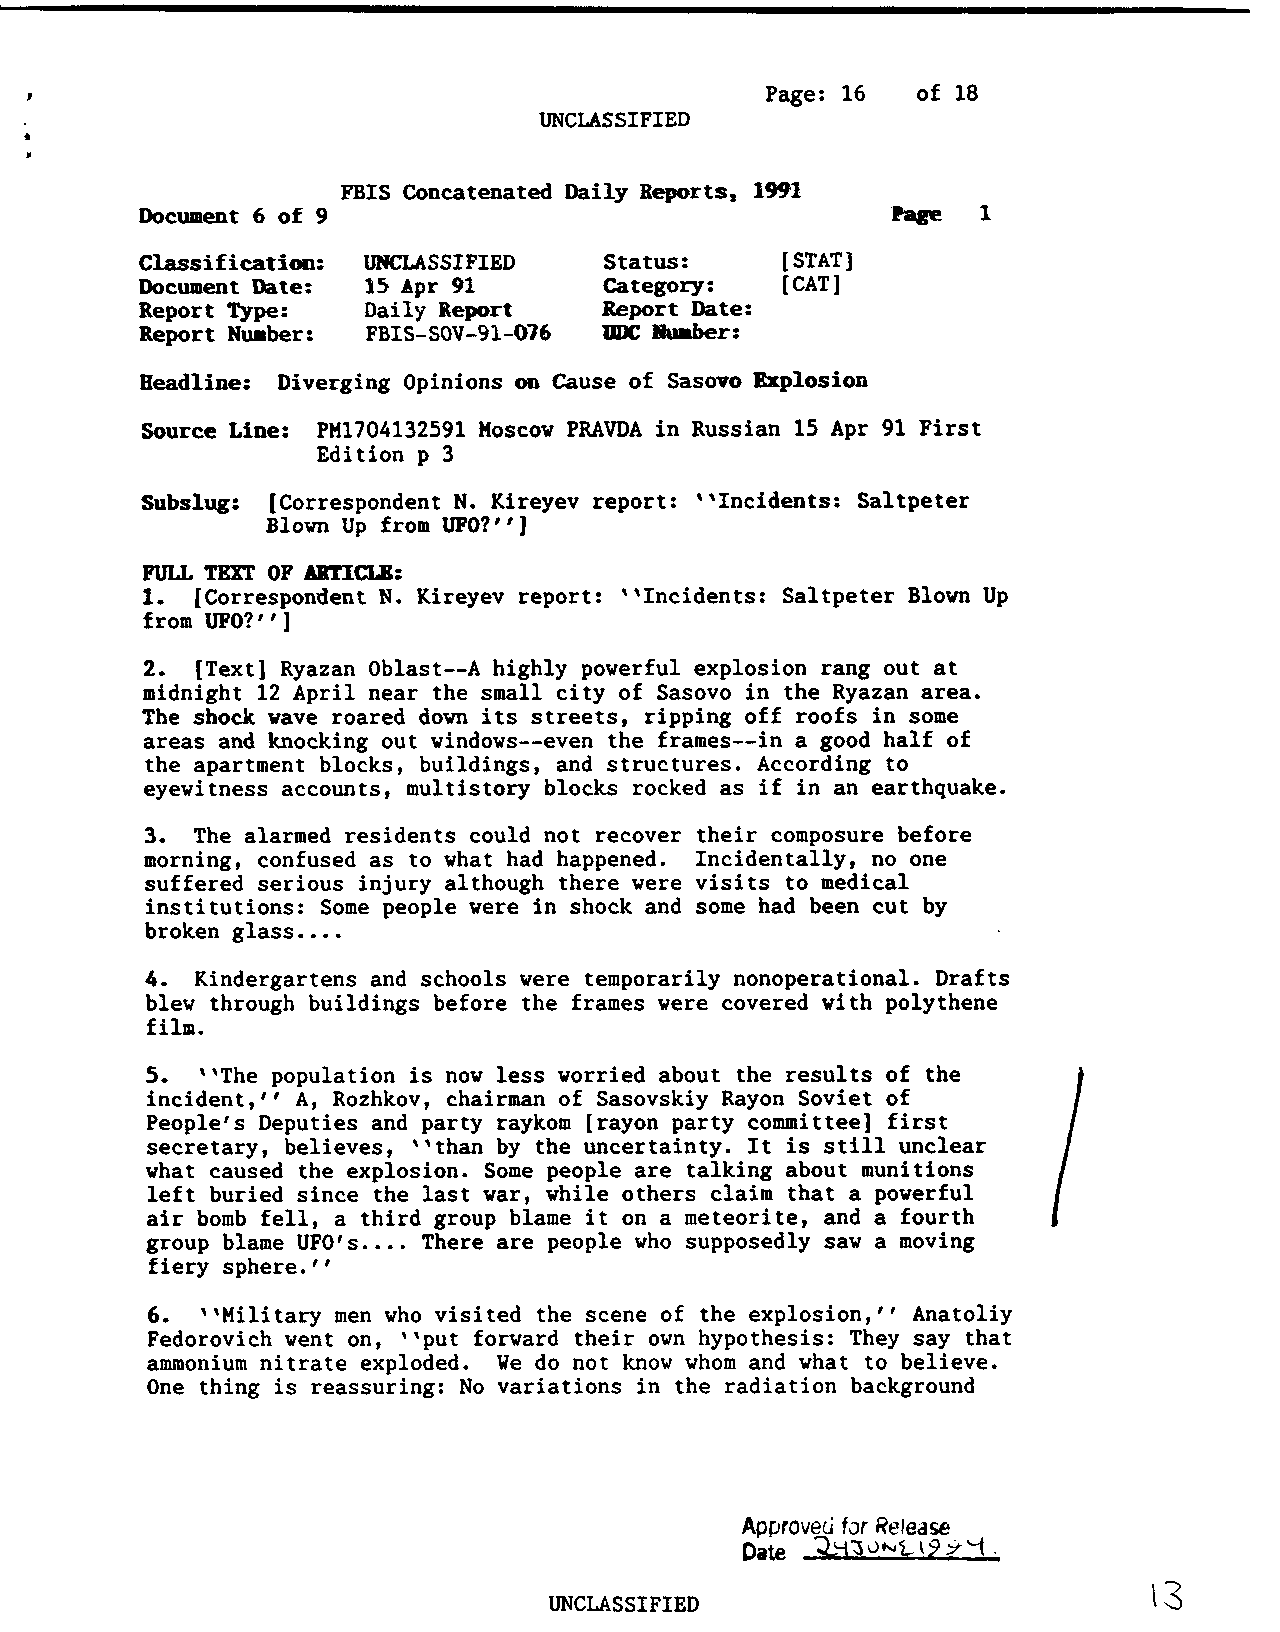 Page: 16 of 18
UNCLASSIFIED
FBIS Concatenated Daily Reports, 1991
Document 6 of 9 Page 1
Classification: UNCLASSIFIED Status: [STAT]
Document Date: 15 Apr 91 Category: [CAT]
Report Type: Daily Report Report Date:
Report Number: FBIS-SOV-91-076 UDC Number:
Headline: Diverging Opinions on Cause of Sasovo Explosion
Source Line: PM1704132591 Moscow PRAVDA in Russian 15 Apr 91 First
Edition p 3
Subslug: [Correspondent N. Kireyev report: ``Incidents: Saltpeter
Blown Up from UFO?'']
FULL TEXT OF ARTICLE:
1. [Correspondent N. Kireyev report: ``Incidents: Saltpeter Blown Up
from UFO?'']
2. [Text] Ryazan Oblast--A highly powerful explosion rang out at
midnight 12 April near the small city of Sasovo in the Ryazan area.
The shock wave roared down its streets, ripping off roofs in some
areas and knocking out windows--even the frames--in a good half of
the apartment blocks, buildings, and structures. According to
eyewitness accounts, multistory blocks rocked as if in an earthquake.
3. The alarmed residents could not recover their composure before
morning, confused as to what had happened. Incidentally, no one
suffered serious injury although there were visits to medical
institutions: Some people were in shock and some had been cut by
broken glass....
4. Kindergartens and schools were temporarily nonoperational. Drafts
blew through buildings before the frames were covered with polythene
film.
5. ``The population is now less worried about the results of the
incident,'' A, Rozhkov, chairman of Sasovskiy Rayon Soviet of
People's Deputies and party raykom [rayon party committee] first
secretary, believes, ``than by the uncertainty. It is still unclear
what caused the explosion. Some people are talking about munitions
left buried since the last war, while others claim that a powerful
air bomb fell, a third group blame it on a meteorite, and a fourth
group blame UFO's.... There are people who supposedly saw a moving
fiery sphere.''
6. ``Military men who visited the scene of the explosion,'' Anatoliy
Fedorovich went on, ``put forward their own hypothesis: They say that
ammonium nitrate exploded. We do not know whom and what to believe.
One thing is reassuring: No variations in the radiation background
Approved for Release
Date 24 JUNE 1994.
UNCLASSIFIED
13